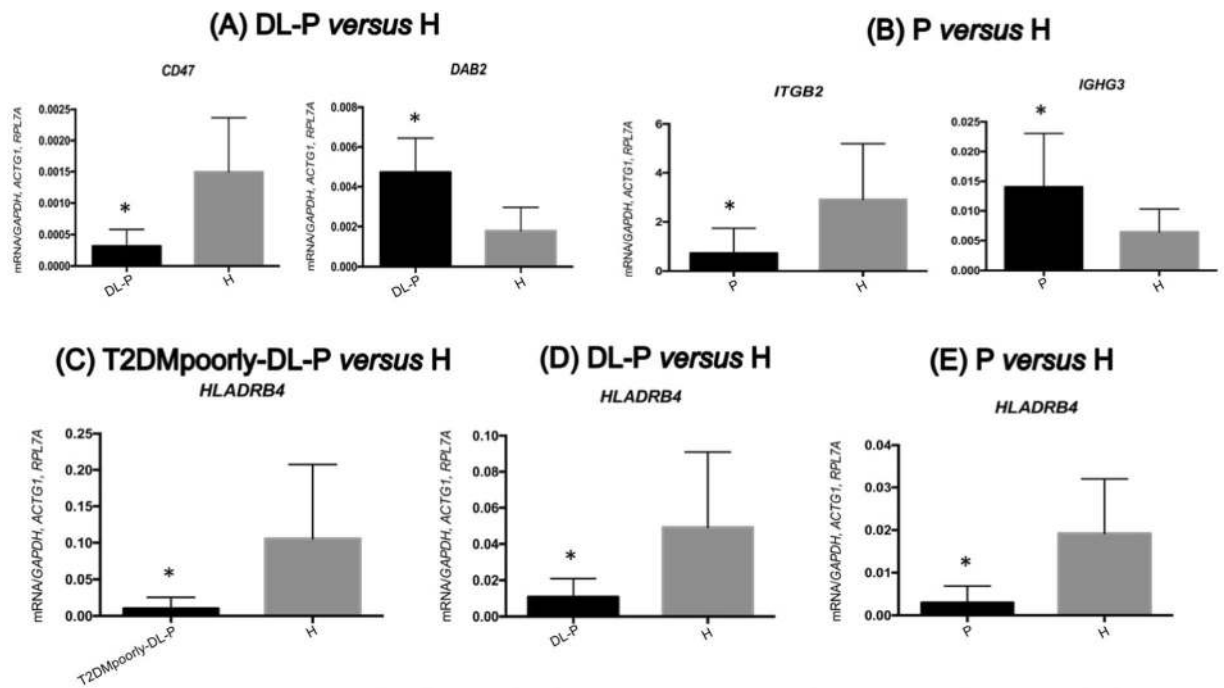 (A) DL-P versus H
(B) P versus H
CD47
mRNA/GAPDH, ACTG1, RPL7A
0.0025
0.0020
0.0015
0.0010
0.0005
0.0000
*
DL-P
H
DAB2
mRNA/GAPDH, ACTG1, RPL7A
0.008
0.006
0.004
0.002
0.000
*
DL-P
H
ITGB2
mRNA/GAPDH, ACTG1, RPL7A
6
4
2
0
*
P
H
IGHG3
mRNA/GAPDH, ACTG1, RPL7A
0.025
0.020
0.015
0.010
0.005
0.000
*
P
H
(C) T2DMpoorly-DL-P versus H
HLADRB4
mRNA/GAPDH, ACTG1, RPL7A
0.25
0.20
0.15
0.10
0.05
0.00
*
T2DMpoorly-DL-P
H
(D) DL-P versus H
HLADRB4
mRNA/GAPDH, ACTG1, RPL7A
0.10
0.08
0.06
0.04
0.02
0.00
*
DL-P
H
(E) P versus H
HLADRB4
mRNA/GAPDH, ACTG1, RPL7A
0.04
0.03
0.02
0.01
0.00
*
P
H